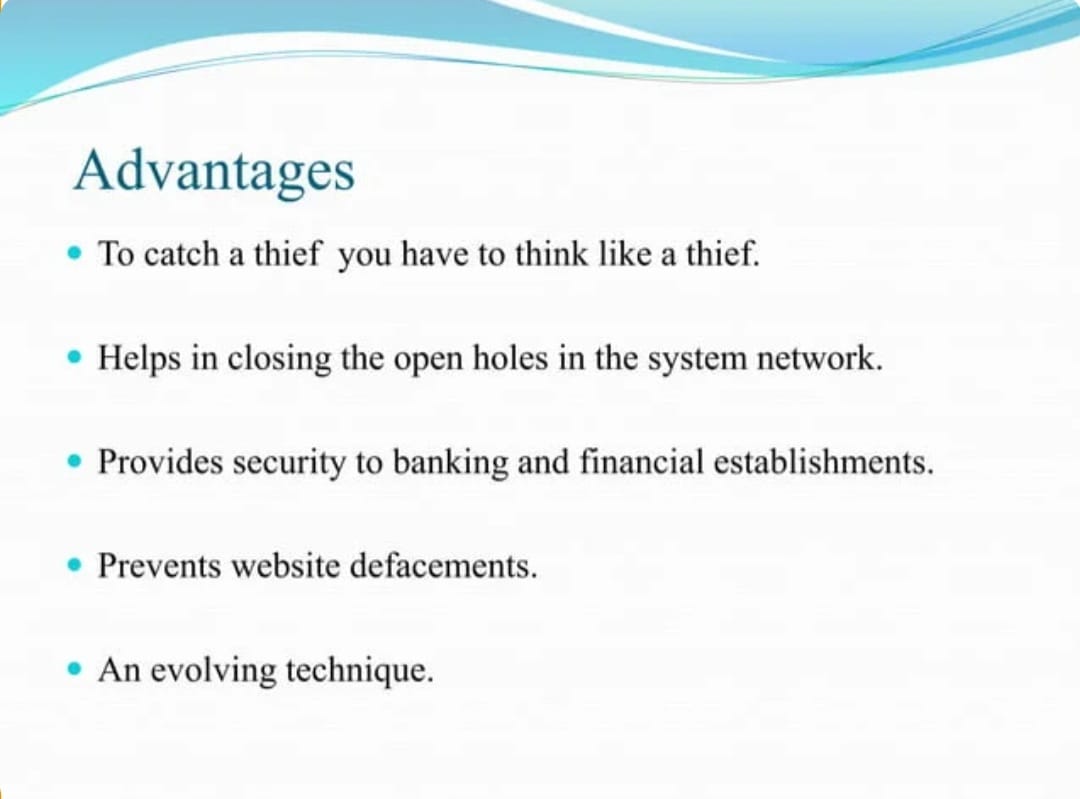 Advantages
• To catch a thief  you have to think like a thief.
• Helps in closing the open holes in the system network.
• Provides security to banking and financial establishments.
• Prevents website defacements.
• An evolving technique.